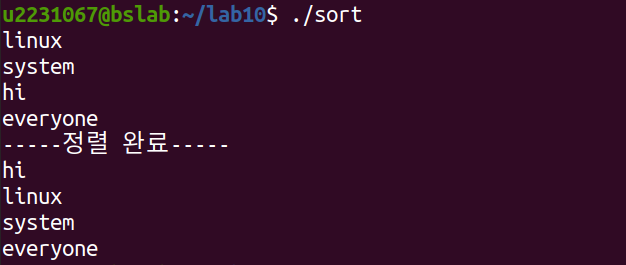 u2231067@bslab:~/lab10$ ./sort
linux
system
hi
everyone
-----정렬 완료-----
hi
linux
system
everyone